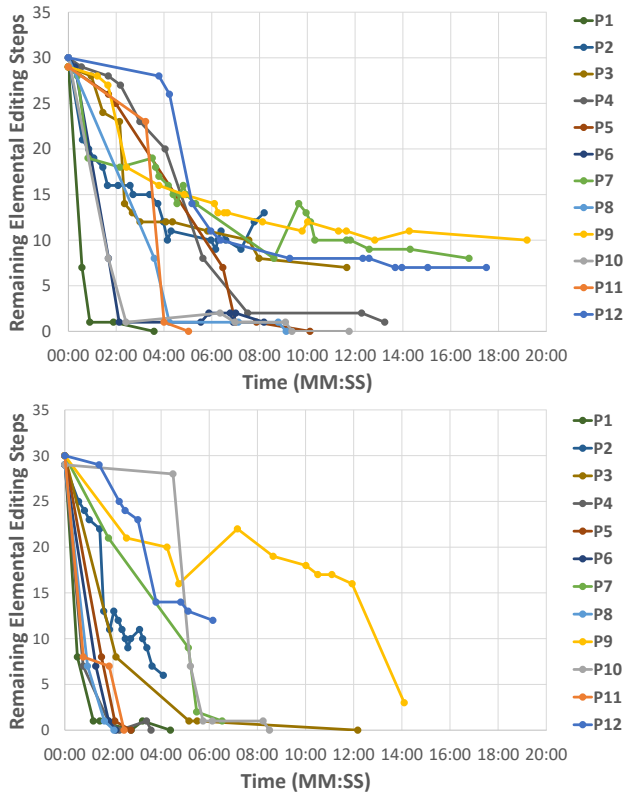 Remaining Elemental Editing Steps
35
30
25
20
15
10
5
0
00:00 02:00 04:00 06:00 08:00 10:00 12:00 14:00 16:00 18:00 20:00
Time (MM:SS)
P1
P2
P3
P4
P5
P6
P7
P8
P9
P10
P11
P12
Remaining Elemental Editing Steps
35
30
25
20
15
10
5
0
00:00 02:00 04:00 06:00 08:00 10:00 12:00 14:00 16:00 18:00 20:00
Time (MM:SS)
P1
P2
P3
P4
P5
P6
P7
P8
P9
P10
P11
P12